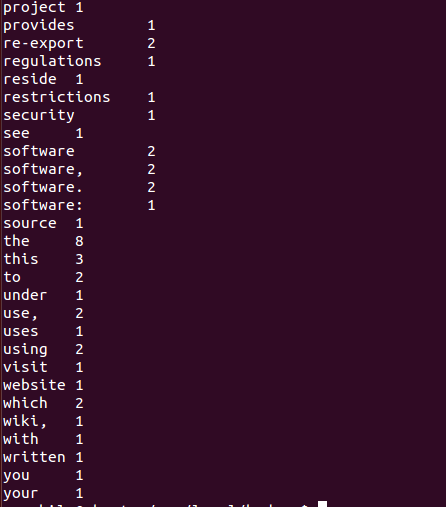 project 1
provides 1
re-export 2
regulations 1
reside 1
restrictions 1
security 1
see 1
software 2
software, 2
software. 2
software: 1
source 1
the 8
this 3
to 2
under 1
use, 2
uses 1
using 2
visit 1
website 1
which 2
wiki, 1
with 1
written 1
you 1
your 1